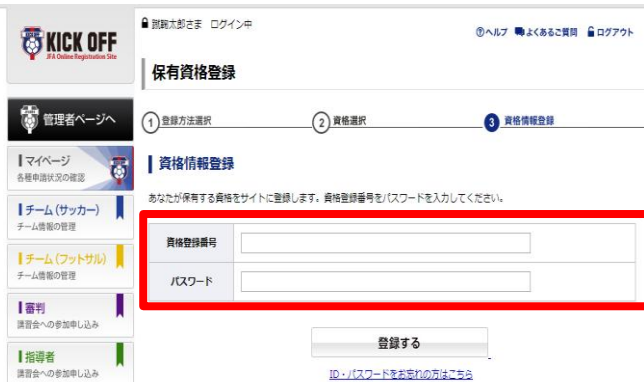 KICK OFF
JFA Online Registration Site
蹴鞠太郎さま ログイン中
ヘルプ よくあるご質問 ログアウト
保有資格登録
管理者ページへ
1 登録方法選択 2 資格選択 3 資格情報登録
マイページ
各種申請状況の確認
資格情報登録
あなたが保有する資格をサイトに登録します。資格登録番号をパスワードを入力してください。
チーム(サッカー)
チーム情報の管理
資格登録番号
チーム(フットサル)
チーム情報の管理
パスワード
審判
講習会への参加申し込み
登録する
指導者
講習会への参加申し込み
ID・パスワードをお忘れの方はこちら